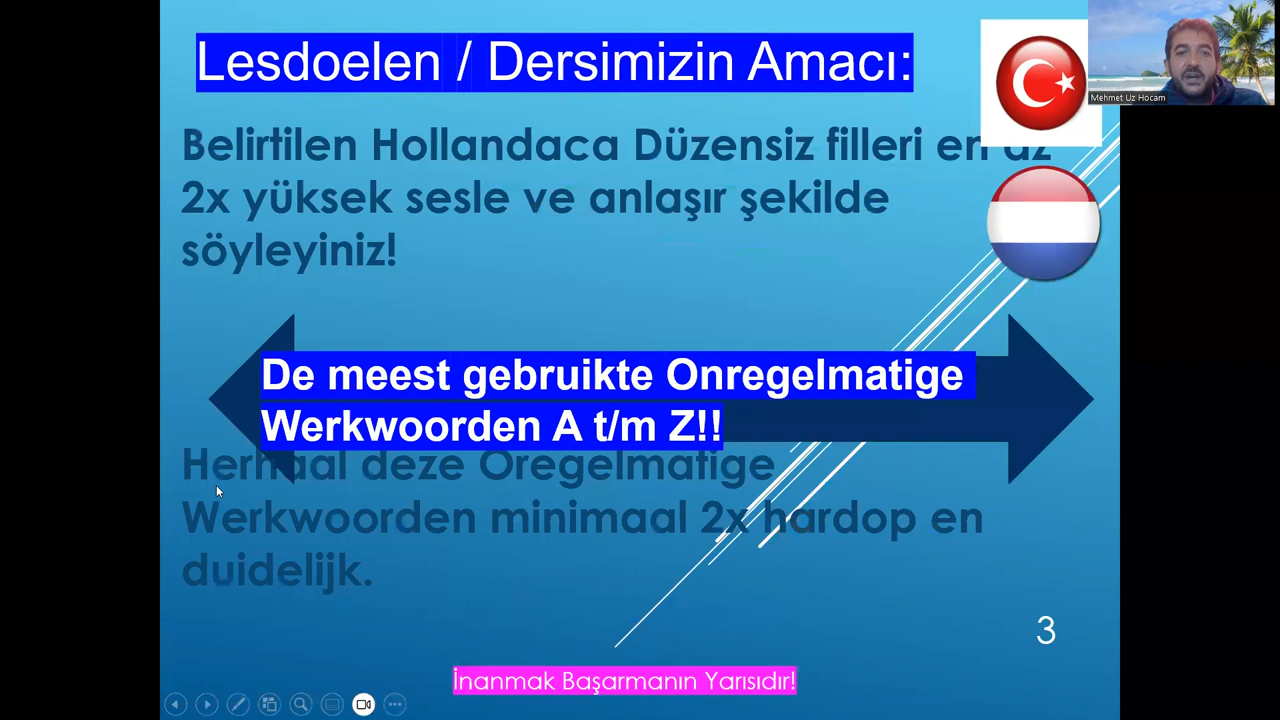 Lesdoelen / Dersimizin Amacı:
Mehmet Uz Hocam
Belirtilen Hollandaca Düzensiz filleri en az
2x yüksek sesle ve anlaşır şekilde
söyleyiniz!
De meest gebruikte Onregelmatige
Werkwoorden A t/m Z!!
Herhaal deze Oregelmatige
Werkwoorden minimaal 2x hardop en
duidelijk.
3
İnanmak Başarmanın Yarısıdır!